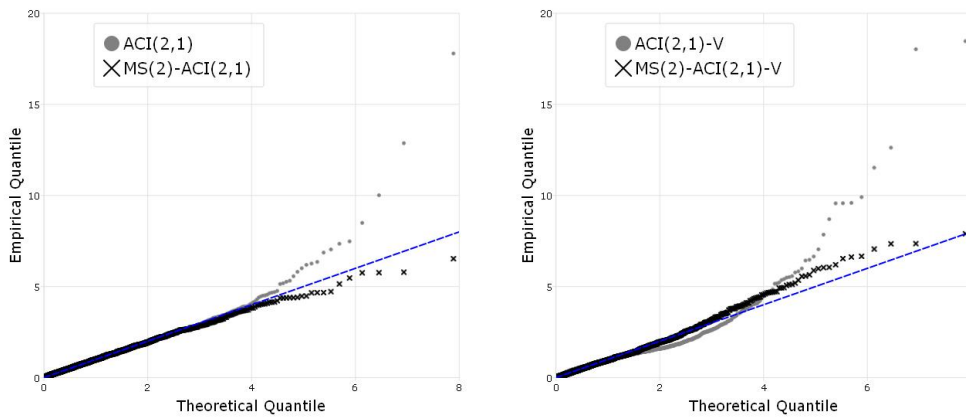 20
15
10
5
0
0
2
4
6
8
Empirical Quantile
Theoretical Quantile
ACI(2,1)
MS(2)-ACI(2,1)
20
15
10
5
0
0
2
4
6
Empirical Quantile
Theoretical Quantile
ACI(2,1)-V
MS(2)-ACI(2,1)-V